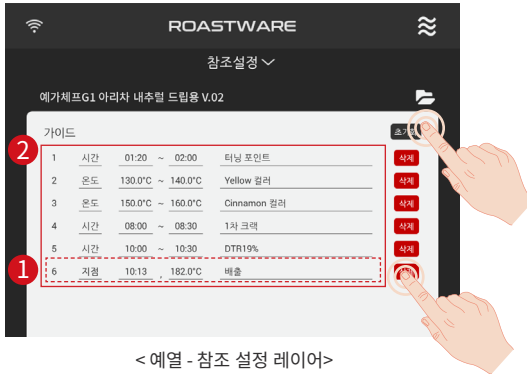 ROASTWARE
참조설정
예가체프G1 아리차 내추럴 드립용 V.02
가이드
2
1 시간 01:20 ~ 02:00 터닝 포인트 삭제
2 온도 130.0°C ~ 140.0°C Yellow 컬러 삭제
3 온도 150.0°C ~ 160.0°C Cinnamon 컬러 삭제
4 시간 08:00 ~ 08:30 1차 크랙 삭제
5 시간 10:00 ~ 10:30 DTR19% 삭제
1
6 지점 10:13 , 182.0°C 배출
< 예열 - 참조 설정 레이어>